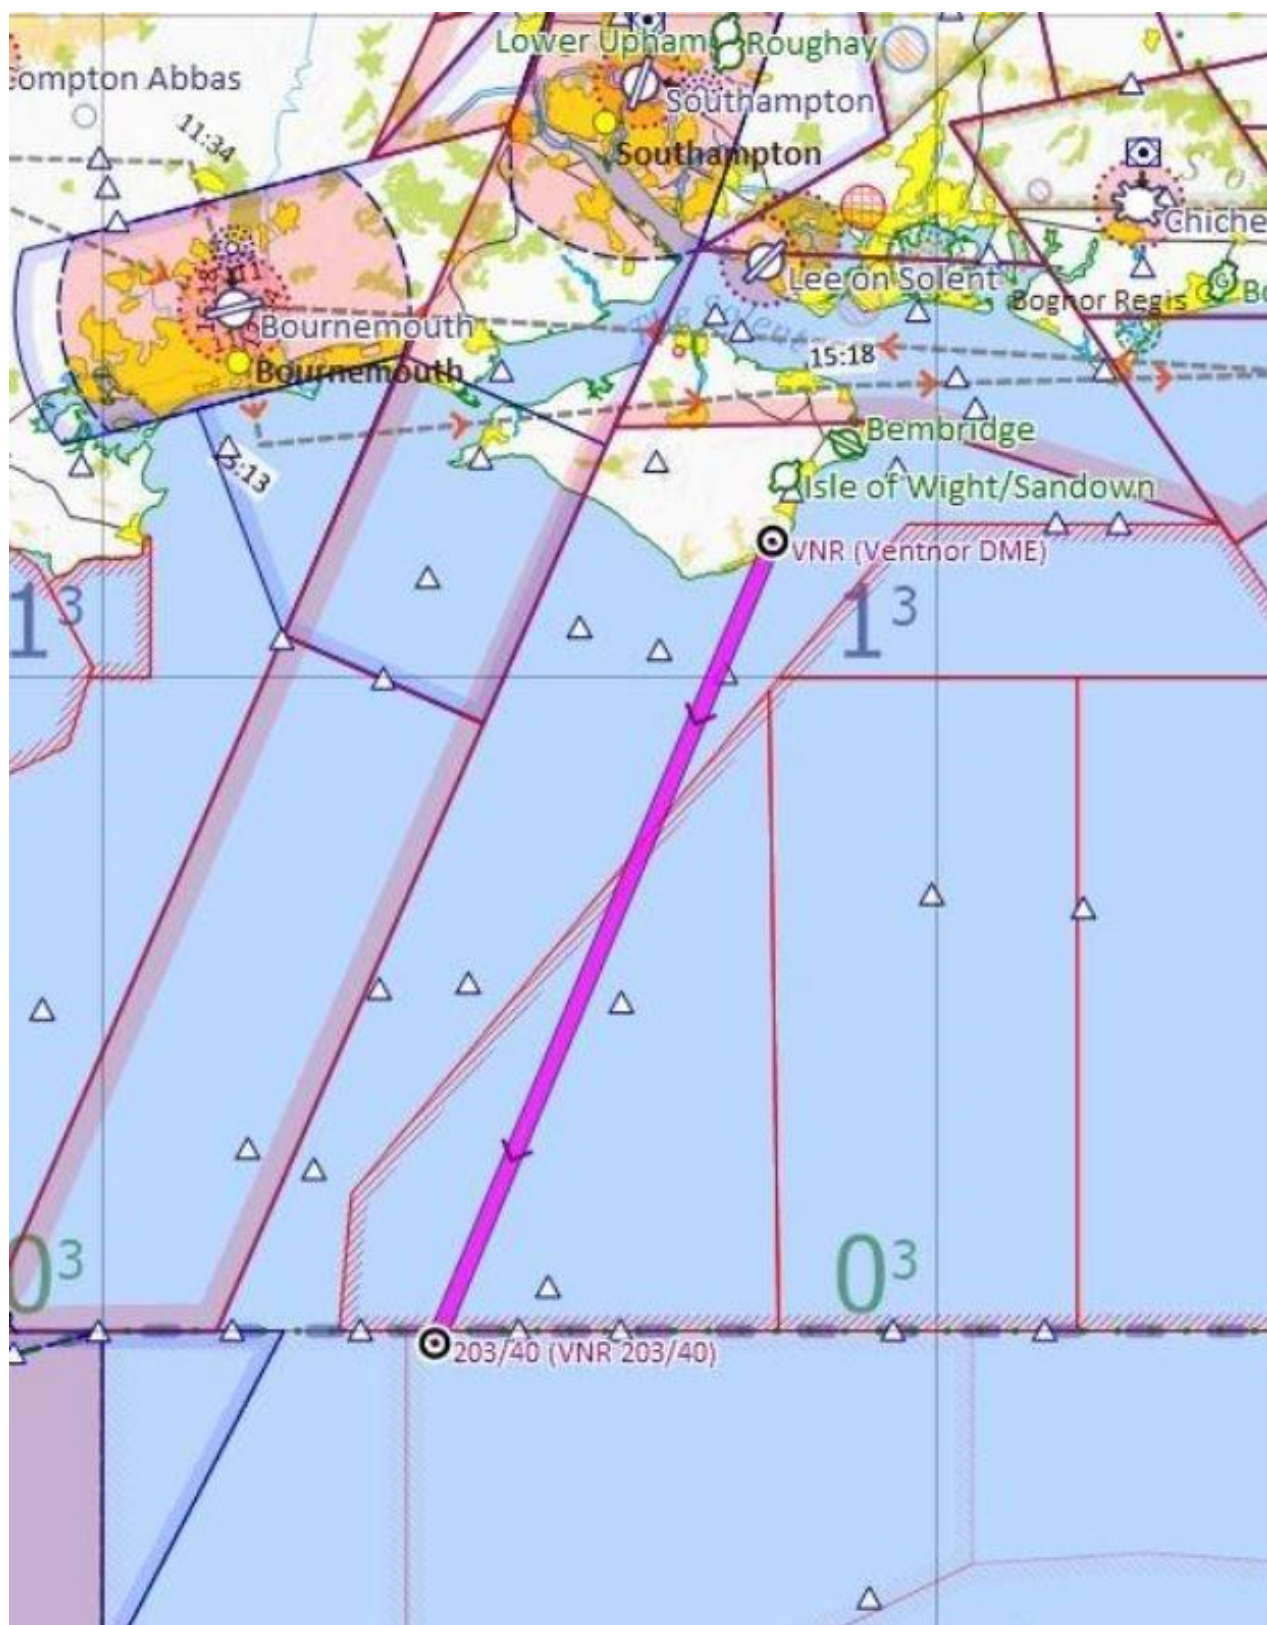 Lower Upham
Roughay
ompton Abbas
Southampton
11:34
Southampton
Chiche
Lee on Solent
Bognor Regis
Bo
Bournemouth
15:18
Bournemouth
Bembridge
Isle of Wight/Sandown
VNR (Ventnor DME)
1³
1³
0³
0³
203/40 (VNR 203/40)